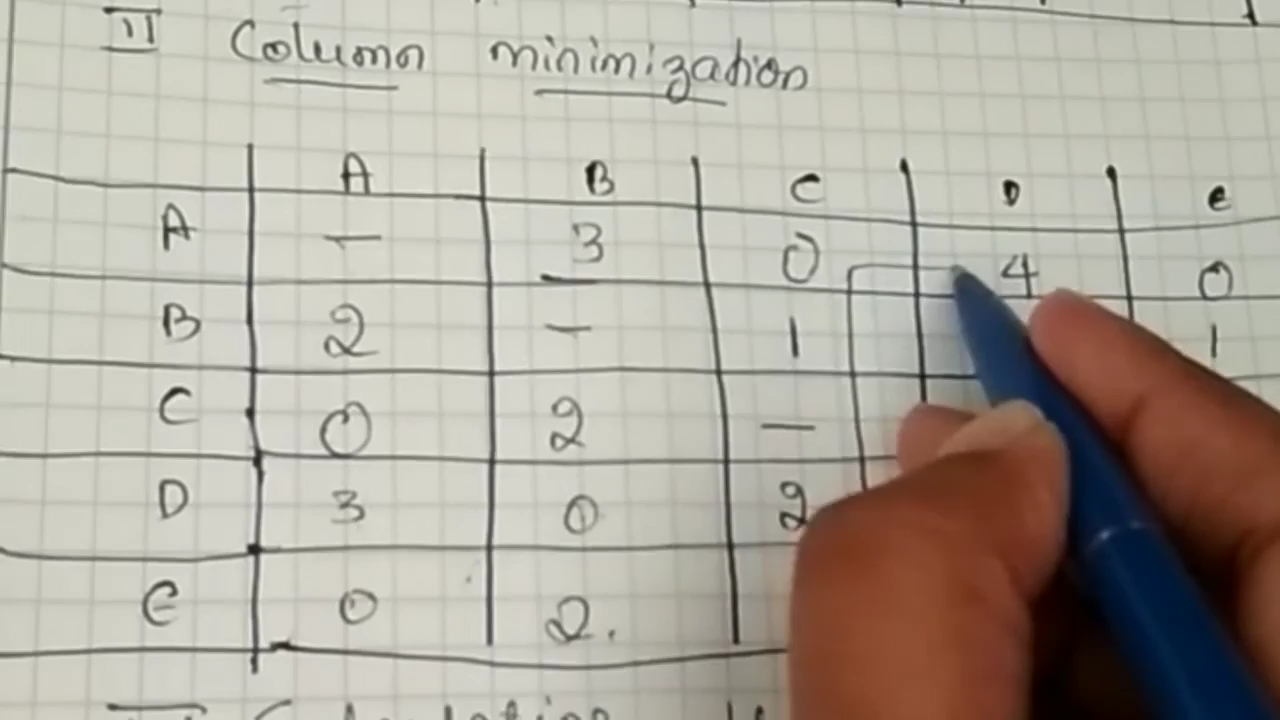 II Column minimization
A B C D E
A — 3 0 4 0
B 2 — 1 1
C 0 2 —
D 3 0 2
E 0 2.